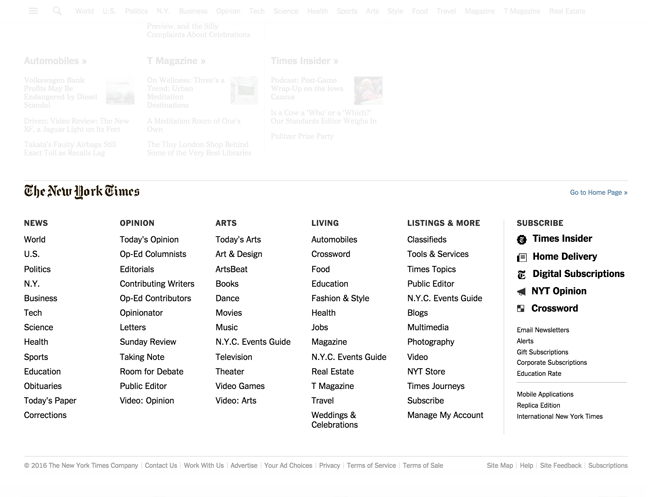 World U.S. Politics N.Y. Business Opinion Tech Science Health Sports Arts Style Food Travel Magazine T Magazine Real Estate
Preview, and the Silly
Complaints About Celebrations
Automobiles »
Volkswagen Bank
Profits May Be
Endangered by Diesel
Scandal
Driven: Video Review: The New
XF, a Jaguar Light on Its Feet
Takata's Faulty Airbags Still
Exact Toll as Recalls Lag
T Magazine »
On Wellness: Three's a
Trend: Urban
Meditation
Destinations
A Meditation Room of One's
Own
The Tiny London Shop Behind
Some of the Very Best Libraries
Times Insider »
Podcast: Post-Game
Wrap-Up on the Iowa
Caucus
Is a Cow a 'Who' or a 'Which?'
Our Standards Editor Weighs In
Pulitzer Prize Party
The New York Times
Go to Home Page »
NEWS
World
U.S.
Politics
N.Y.
Business
Tech
Science
Health
Sports
Education
Obituaries
Today's Paper
Corrections
OPINION
Today's Opinion
Op-Ed Columnists
Editorials
Contributing Writers
Op-Ed Contributors
Opinionator
Letters
Sunday Review
Taking Note
Room for Debate
Public Editor
Video: Opinion
ARTS
Today's Arts
Art & Design
ArtsBeat
Books
Dance
Movies
Music
N.Y.C. Events Guide
Television
Theater
Video Games
Video: Arts
LIVING
Automobiles
Crossword
Food
Education
Fashion & Style
Health
Jobs
Magazine
N.Y.C. Events Guide
Real Estate
T Magazine
Travel
Weddings &
Celebrations
LISTINGS & MORE
Classifieds
Tools & Services
Times Topics
Public Editor
N.Y.C. Events Guide
Blogs
Multimedia
Photography
Video
NYT Store
Times Journeys
Subscribe
Manage My Account
SUBSCRIBE
Times Insider
Home Delivery
Digital Subscriptions
NYT Opinion
Crossword
Email Newsletters
Alerts
Gift Subscriptions
Corporate Subscriptions
Education Rate
Mobile Applications
Replica Edition
International New York Times
© 2016 The New York Times Company Contact Us Work With Us Advertise Your Ad Choices Privacy Terms of Service Terms of Sale
Site Map Help Site Feedback Subscriptions